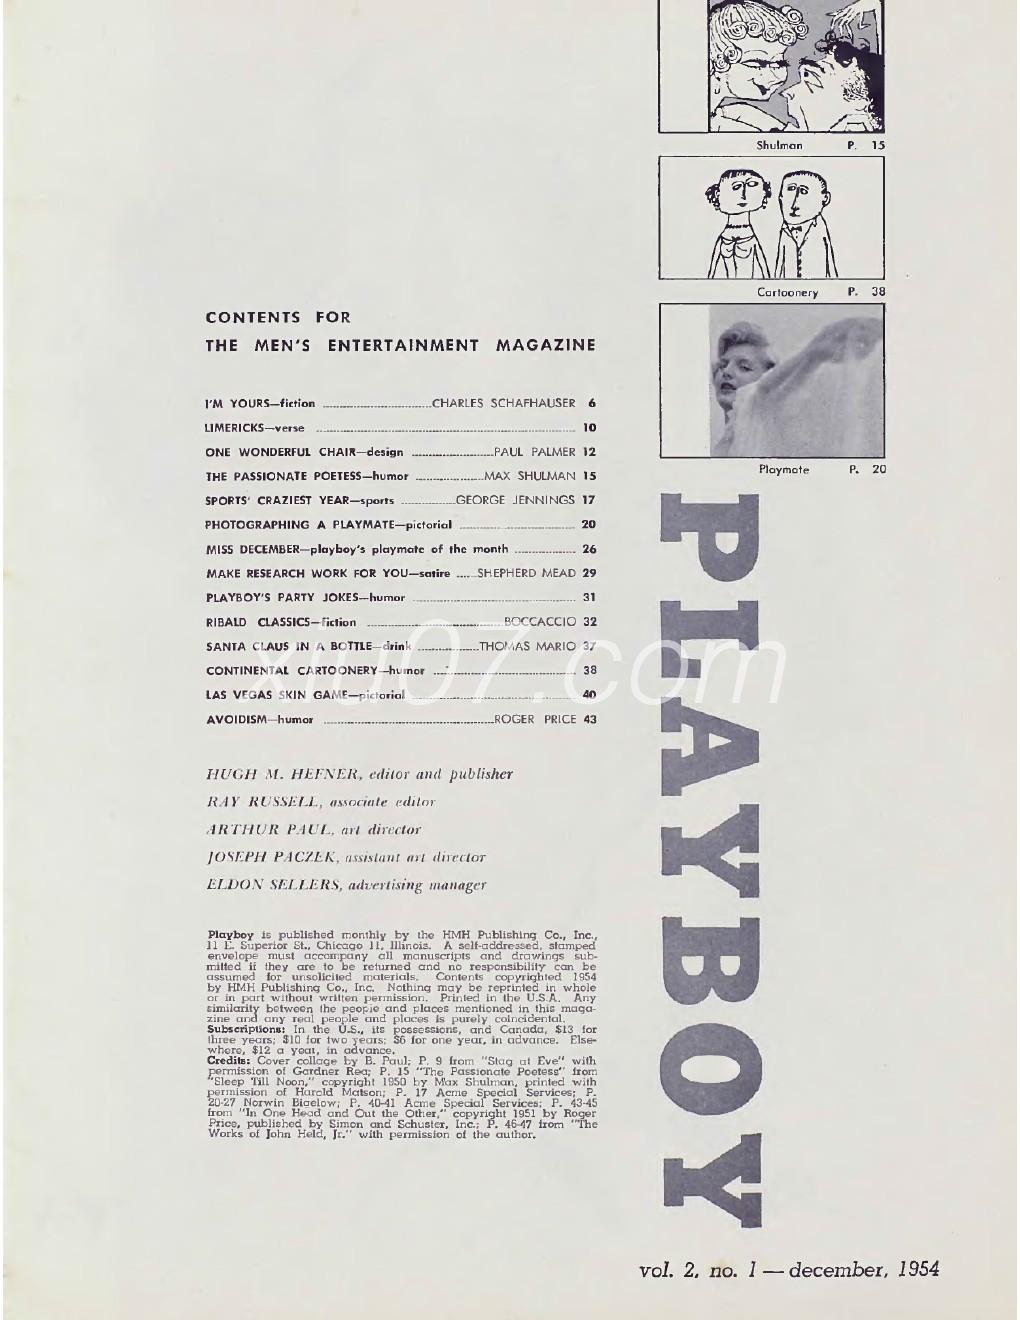 Shulman P. 15
Cartoonery P. 38
Playmate P. 20
CONTENTS FOR
THE MEN'S ENTERTAINMENT MAGAZINE
I'M YOURS—fiction CHARLES SCHAFHAUSER 6
LIMERICKS—verse 10
ONE WONDERFUL CHAIR—design PAUL PALMER 12
THE PASSIONATE POETESS—humor MAX SHULMAN 15
SPORTS' CRAZIEST YEAR—sports GEORGE JENNINGS 17
PHOTOGRAPHING A PLAYMATE—pictorial 20
MISS DECEMBER—playboy's playmate of the month 26
MAKE RESEARCH WORK FOR YOU—satire SHEPHERD MEAD 29
PLAYBOY'S PARTY JOKES—humor 31
RIBALD CLASSICS—fiction BOCCACCIO 32
SANTA CLAUS IN A BOTTLE—drink THOMAS MARIO 37
CONTINENTAL CARTOONERY—humor 38
LAS VEGAS SKIN GAME—pictorial 40
AVOIDISM—humor ROGER PRICE 43
xiu07.com
HUGH M. HEFNER, editor and publisher
RAY RUSSELL, associate editor
ARTHUR PAUL, art director
JOSEPH PACZEK, assistant art director
ELDON SELLERS, advertising manager
Playboy is published monthly by the HMH Publishing Co., Inc.,
11 E. Superior St., Chicago 11, Illinois. A self-addressed, stamped
envelope must accompany all manuscripts and drawings sub-
mitted if they are to be returned and no responsibility can be
assumed for unsolicited materials. Contents copyrighted 1954
by HMH Publishing Co., Inc. Nothing may be reprinted in whole
or in part without written permission. Printed in the U.S.A. Any
similarity between the people and places mentioned in this maga-
zine and any real people and places is purely coincidental.
Subscriptions: In the U.S., its possessions, and Canada, $13 for
three years; $10 for two years; $6 for one year, in advance. Else-
where, $12 a year, in advance.
Credits: Cover collage by B. Paul; P. 9 from "Stag at Eve" with
permission of Gardner Rea; P. 15 "The Passionate Poetess" from
"Sleep Till Noon," copyright 1950 by Max Shulman, printed with
permission of Harold Matson; P. 17 Acme Special Services; P.
20-27 Norwin Bigelow; P. 40-41 Acme Special Services; P. 43-45
from "In One Head and Out the Other," copyright 1951 by Roger
Price, published by Simon and Schuster, Inc.; P. 46-47 from "The
Works of John Held, Jr." with permission of the author.
PLAYBOY
vol. 2, no. 1 — december, 1954